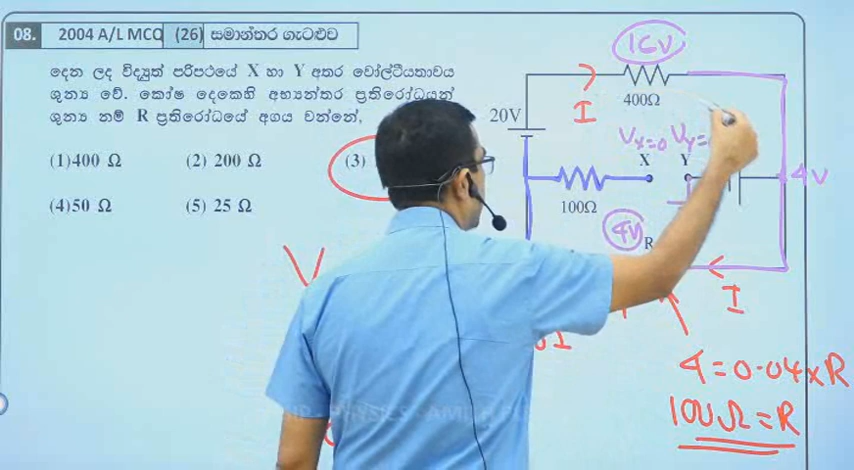 08. 2004 A/L MCQ (26) සමාන්තර ගැටළුව
දෙන ලද විද්‍යුත් පරිපථයේ X හා Y අතර වෝල්ටීයතාවය
ශුන්‍ය වේ. කෝෂ දෙකෙහි අභ්‍යන්තර ප්‍රතිරෝධයන්
ශුන්‍ය නම් R ප්‍රතිරෝධයේ අගය වන්නේ,
(1)400 Ω (2) 200 Ω (3)
(4)50 Ω (5) 25 Ω
16V
20V
I
400Ω
Vx=0 Vy=
X Y
4V
100Ω
4V
R
I
I
V
4=0.04×R
100Ω=R